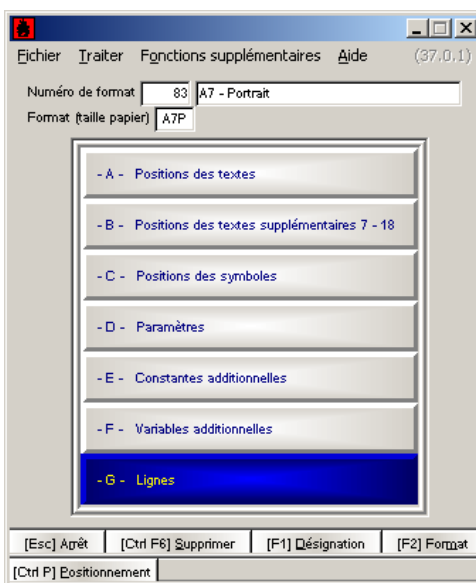 Fichier Traiter Fonctions supplémentaires Aide (37.0.1)
Numéro de format 83 A7 - Portrait
Format (taille papier) A7P
- A - Positions des textes
- B - Positions des textes supplémentaires 7 - 18
- C - Positions des symboles
- D - Paramètres
- E - Constantes additionnelles
- F - Variables additionnelles
- G - Lignes
[Esc] Arrêt [Ctrl F6] Supprimer [F1] Désignation [F2] Format
[Ctrl P] Positionnement